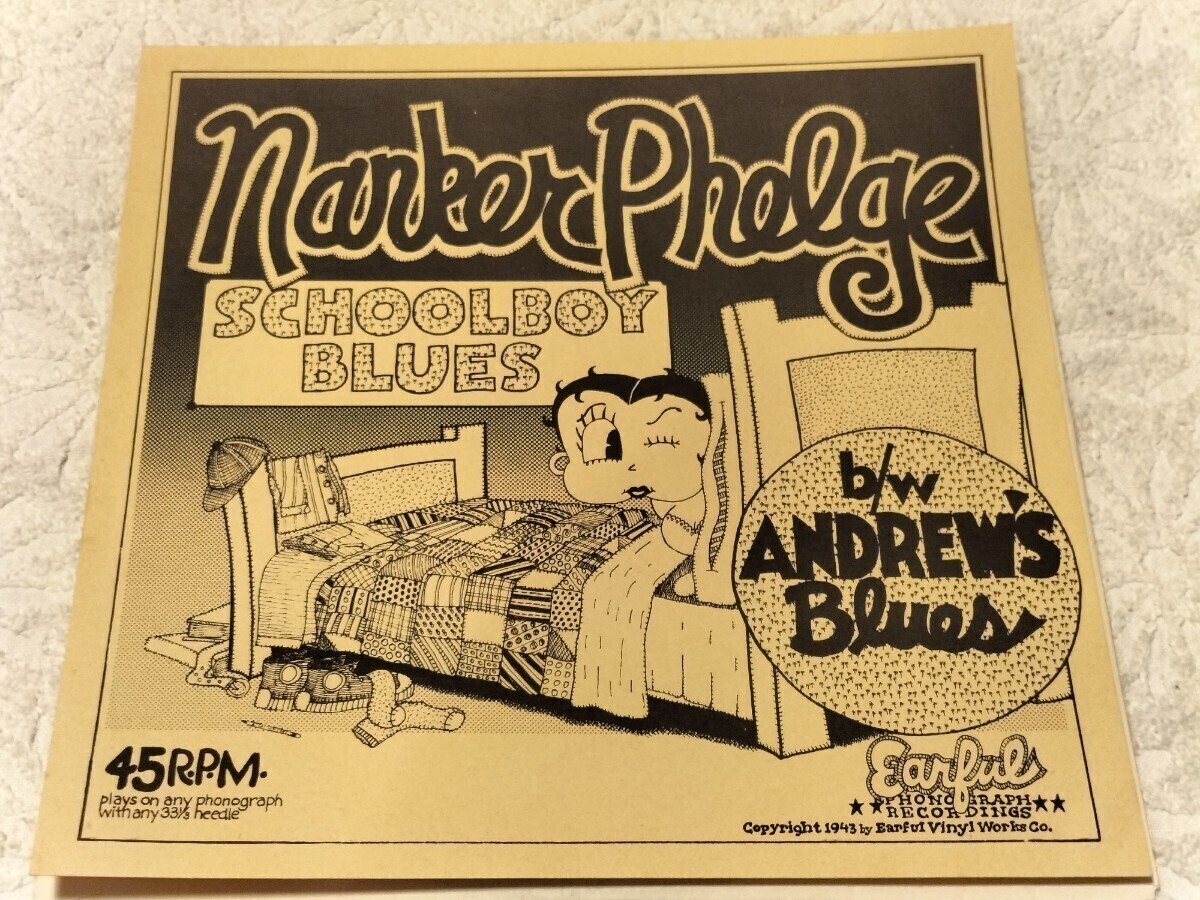 Nanker Phelge
SCHOOLBOY
BLUES
b/w
ANDREW'S
Blues
45 R.P.M.
plays on any phonograph
with any 33⅓ needle
Earful
PHONOGRAPH
RECORDINGS
Copyright 1943 by Earful Vinyl Works Co.